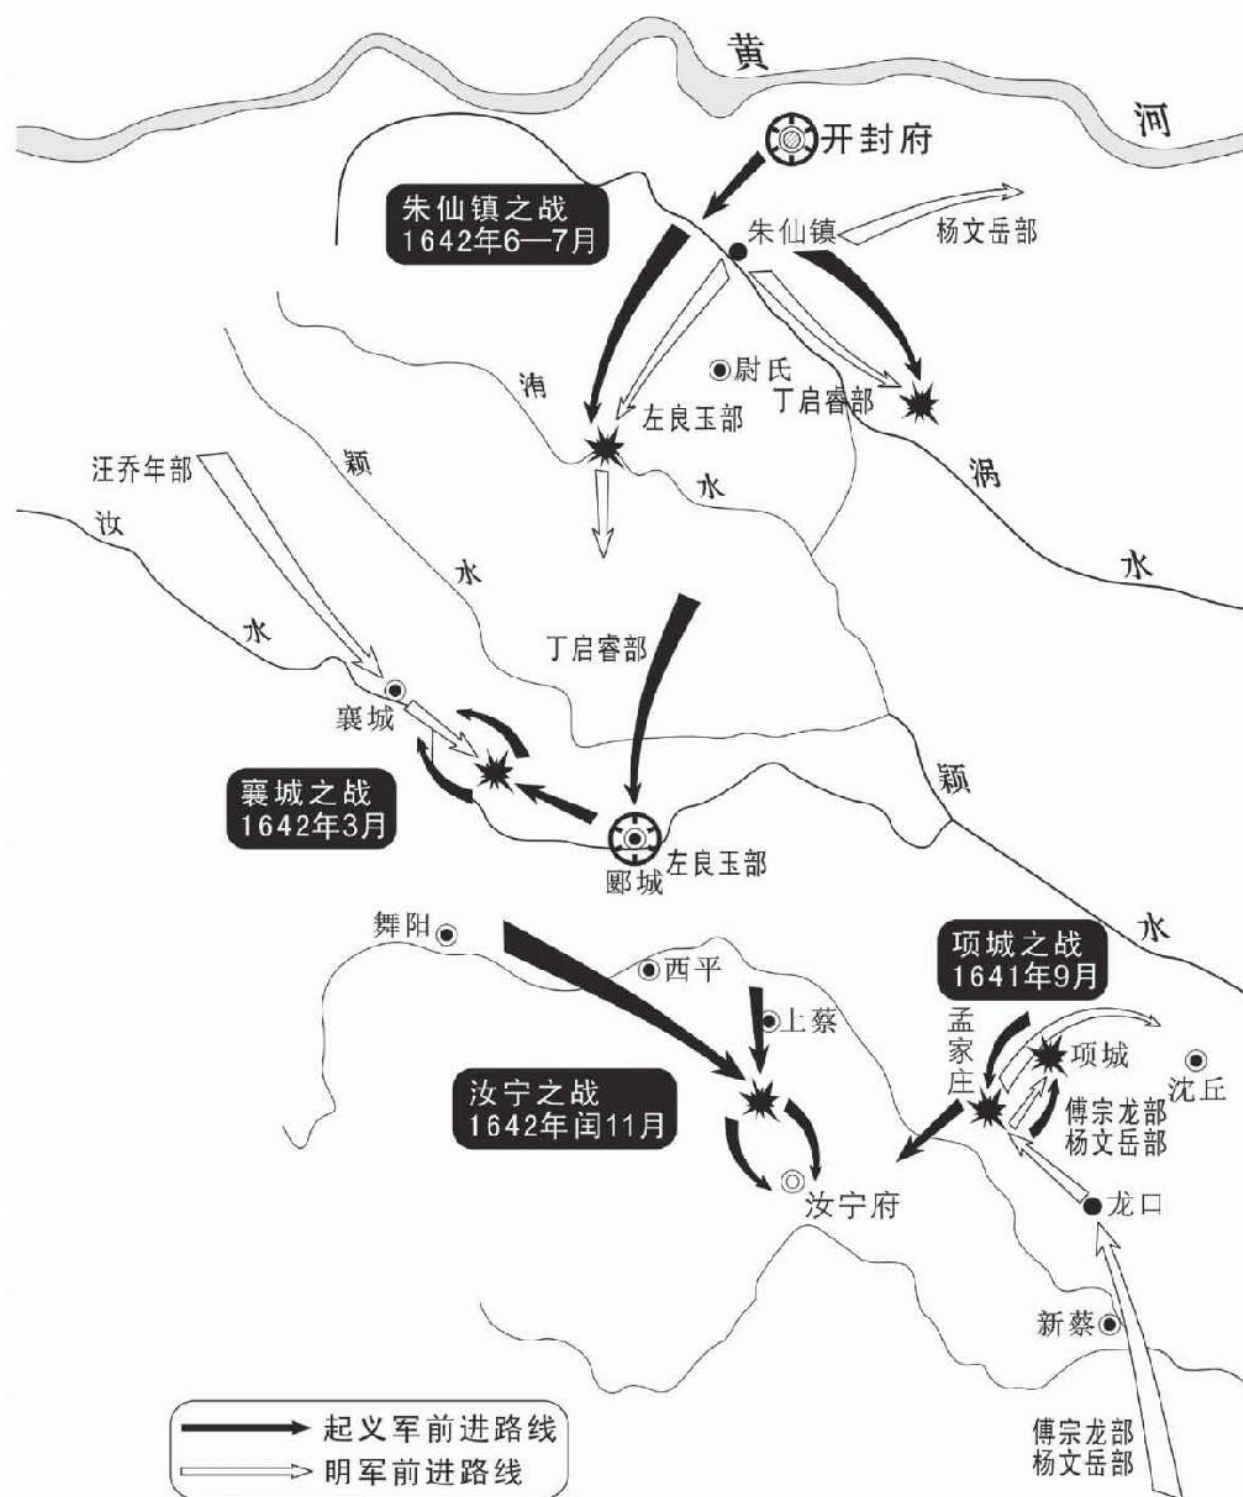 黄
河
开封府
朱仙镇之战
1642年6—7月
朱仙镇
杨文岳部
尉氏
丁启睿部
左良玉部
洧
水
涡
水
颍
水
汪乔年部
汝
水
丁启睿部
襄城
襄城之战
1642年3月
颍
水
左良玉部
郾城
舞阳
西平
上蔡
项城之战
1641年9月
孟家庄
项城
沈丘
傅宗龙部
杨文岳部
汝宁之战
1642年闰11月
汝宁府
龙口
新蔡
傅宗龙部
杨文岳部
起义军前进路线
明军前进路线